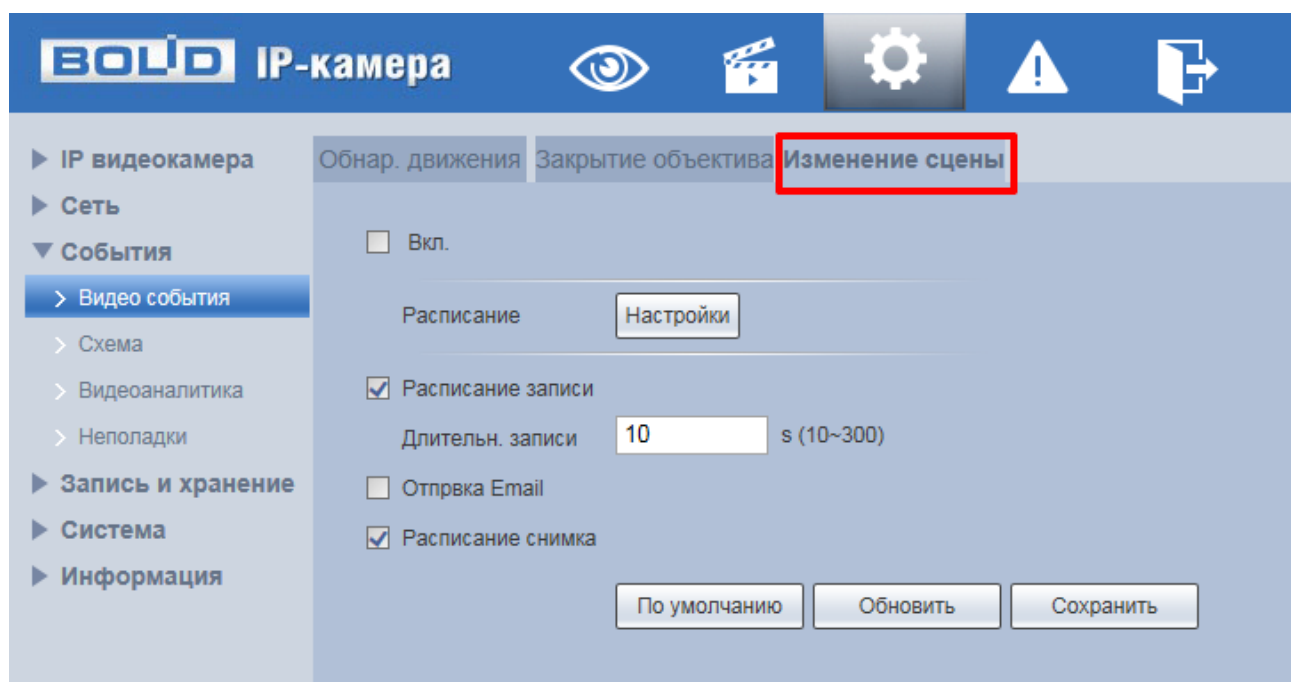 BOLID IP-камера
IP видеокамера
Сеть
События
Видео события
Схема
Видеоаналитика
Неполадки
Запись и хранение
Система
Информация
Обнар. движения Закрытие объектива Изменение сцены
Вкл.
Расписание Настройки
Расписание записи
Длительн. записи 10 s (10~300)
Отпрвка Email
Расписание снимка
По умолчанию Обновить Сохранить